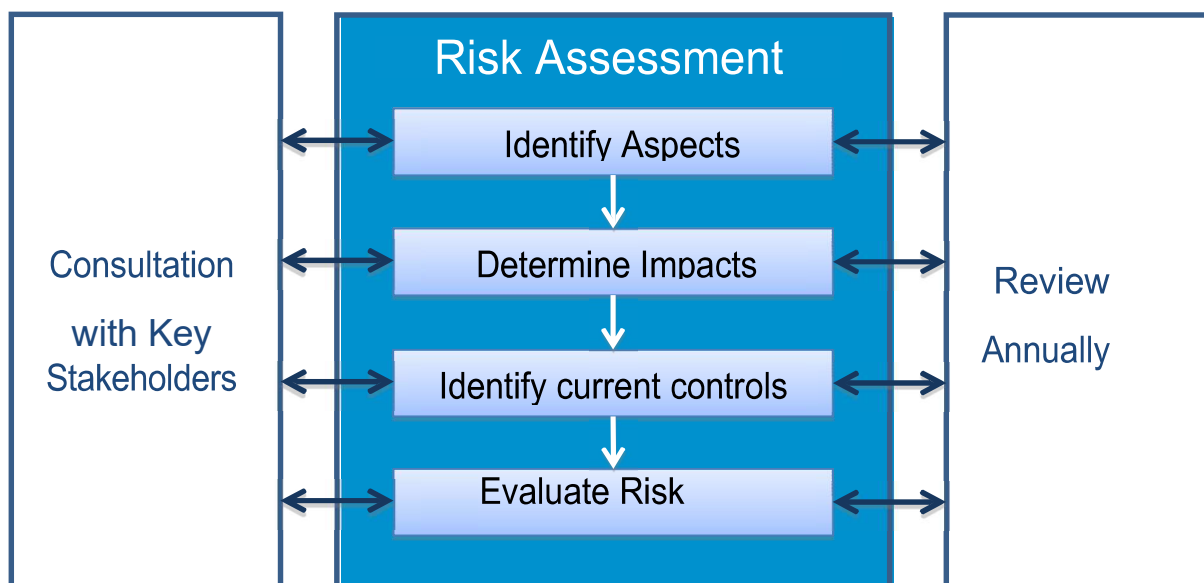 Risk Assessment
Identify Aspects
Determine Impacts
Identify current controls
Evaluate Risk
Consultation
with Key
Stakeholders
Review
Annually